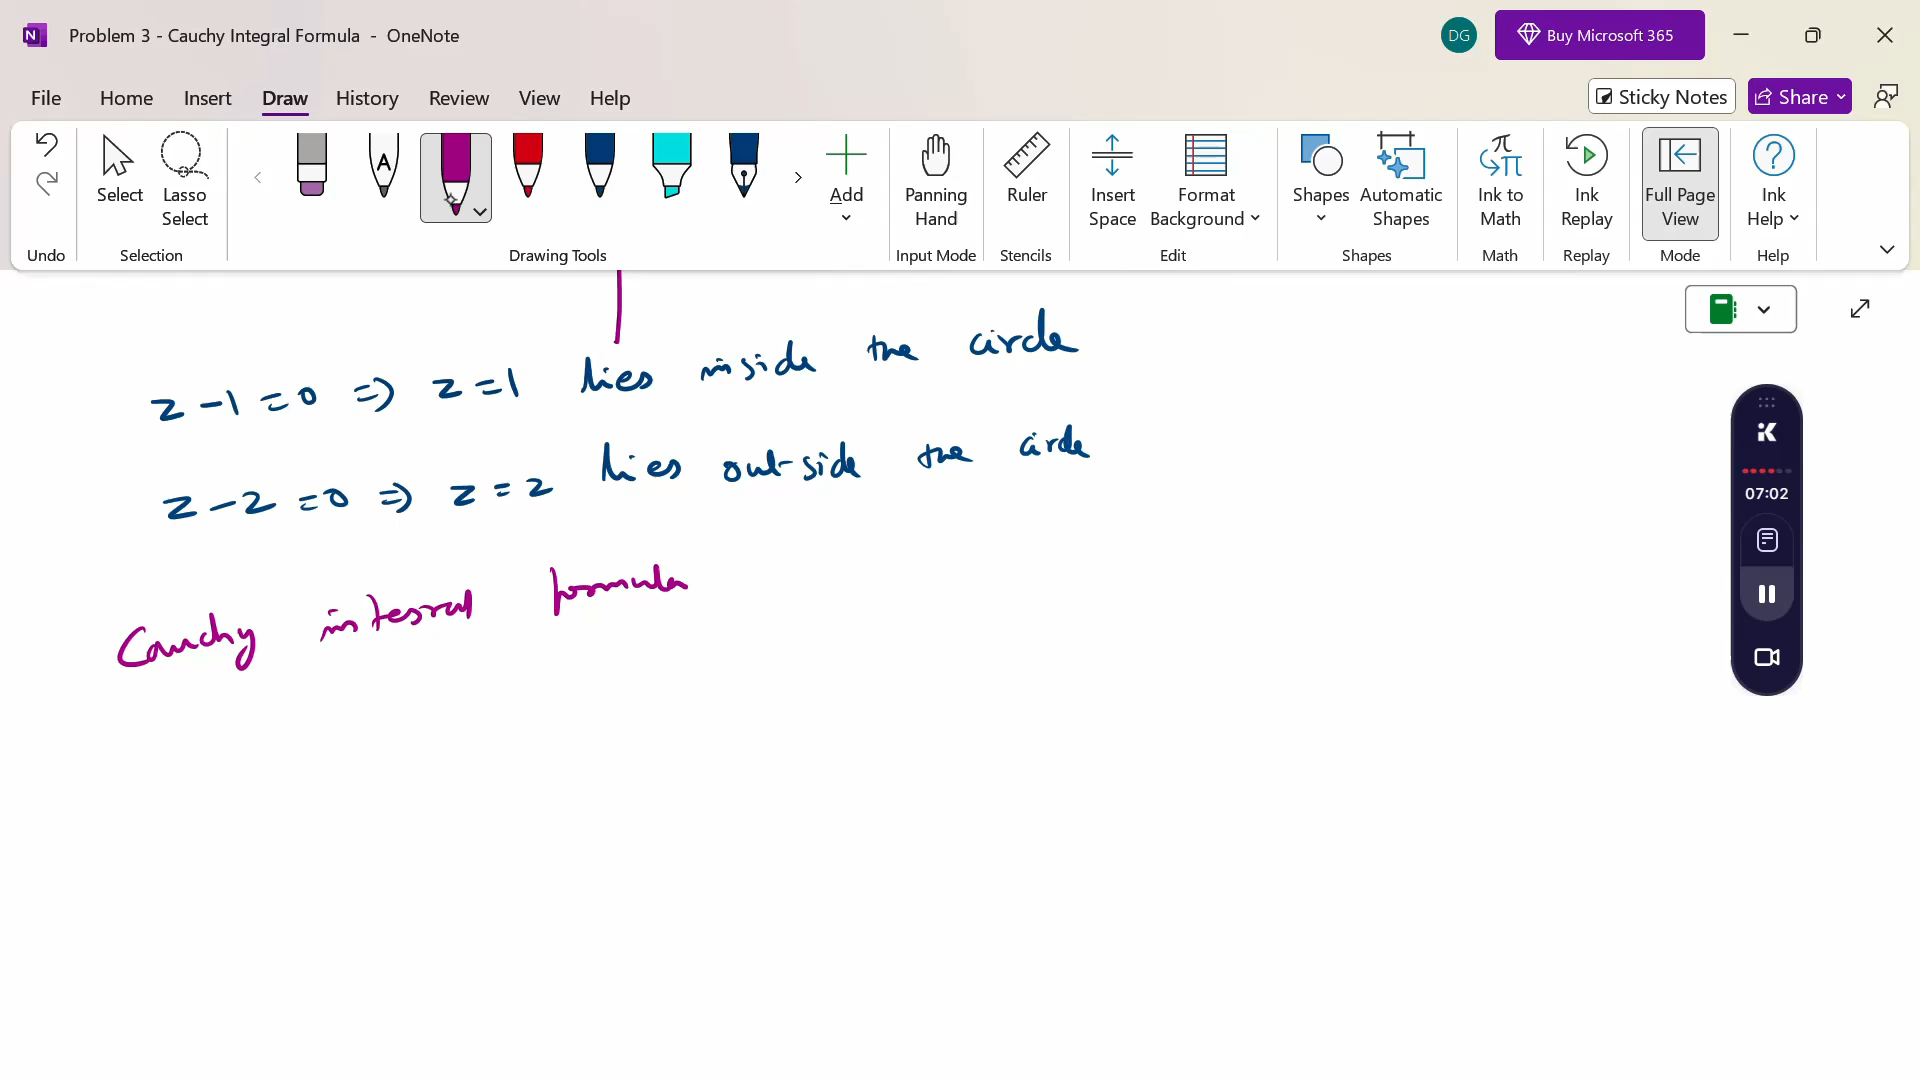 Problem 3 - Cauchy Integral Formula - OneNote
DG
Buy Microsoft 365
File Home Insert Draw History Review View Help
Sticky Notes
Share
Undo
Select
Lasso Select
Selection
A
Drawing Tools
Add
Panning Hand
Input Mode
Ruler
Stencils
Insert Space
Format Background
Edit
Shapes
Automatic Shapes
Shapes
Ink to Math
Math
Ink Replay
Replay
Full Page View
Mode
Ink Help
Help
z - 1 = 0 => z = 1 lies inside the circle
z - 2 = 0 => z = 2 lies outside the circle
Cauchy integral formula
07:02